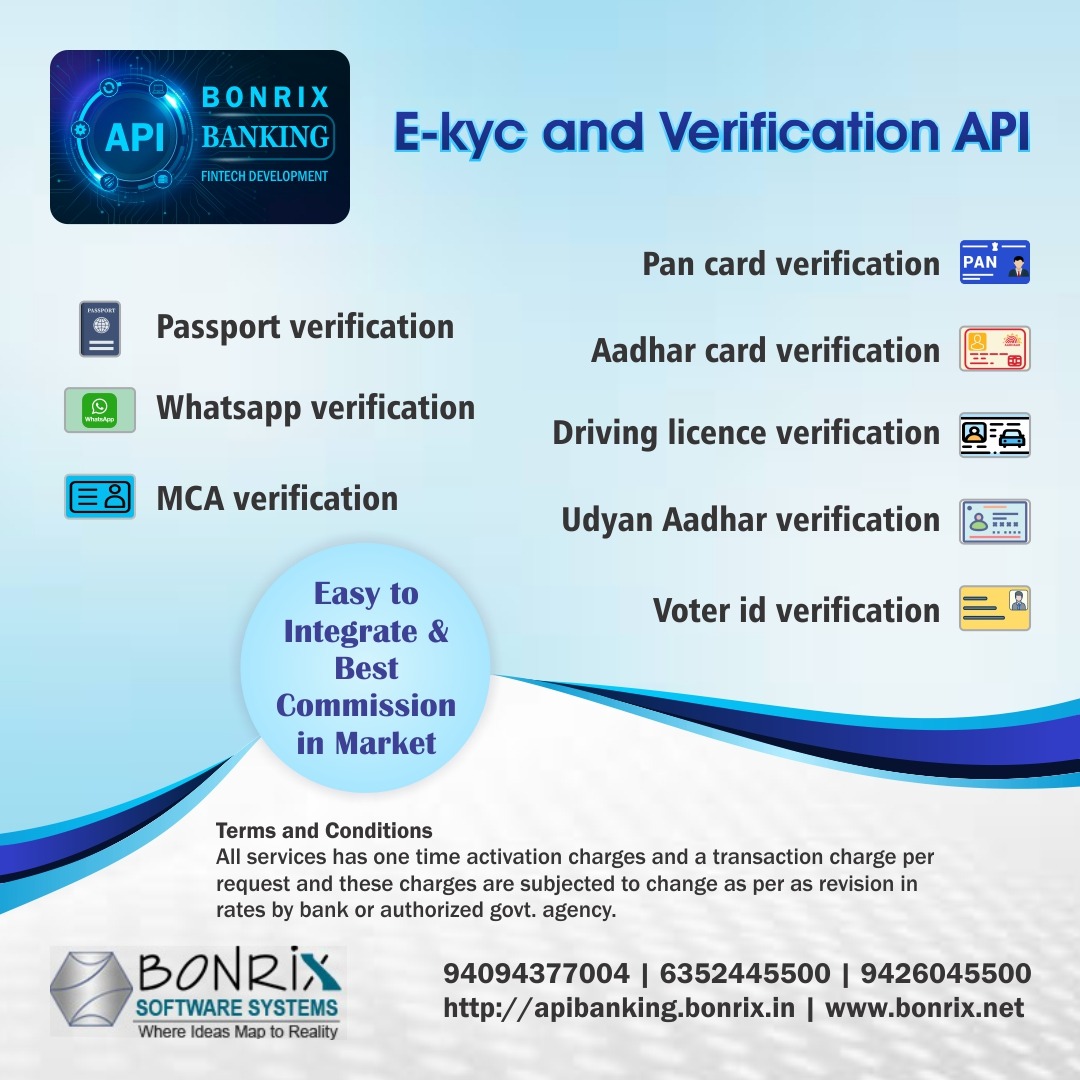 API
BONRIX
BANKING
FINTECH DEVELOPMENT
E-kyc and Verification API
Pan card verification
PAN
PASSPORT
Passport verification
Aadhar card verification
WhatsApp
Whatsapp verification
Driving licence verification
MCA verification
Udyan Aadhar verification
Voter id verification
Easy to
Integrate &
Best
Commission
in Market
Terms and Conditions
All services has one time activation charges and a transaction charge per
request and these charges are subjected to change as per as revision in
rates by bank or authorized govt. agency.
BONRiX
SOFTWARE SYSTEMS
Where Ideas Map to Reality
94094377004 | 6352445500 | 9426045500
http://apibanking.bonrix.in | www.bonrix.net